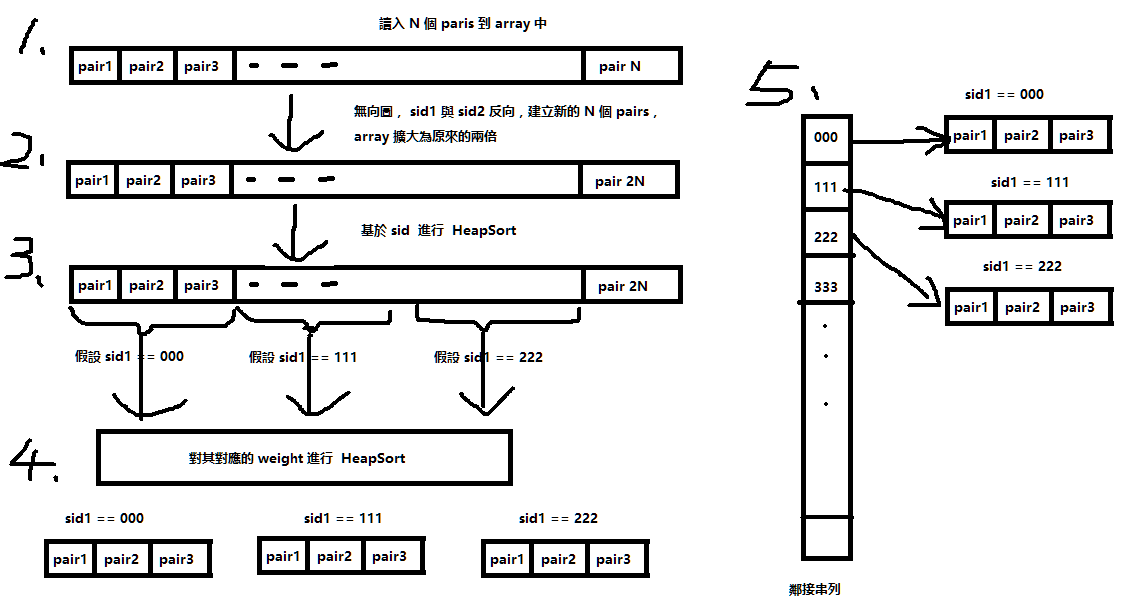 1.
讀入 N 個 paris 到 array 中
pair1 pair2 pair3 pair N
無向圖，sid1 與 sid2 反向，建立新的 N 個 pairs，
array 擴大為原來的兩倍
2.
pair1 pair2 pair3 pair 2N
基於 sid 進行 HeapSort
3.
pair1 pair2 pair3 pair 2N
假設 sid1 == 000 假設 sid1 == 111 假設 sid1 == 222
4.
對其對應的 weight 進行 HeapSort
sid1 == 000 sid1 == 111 sid1 == 222
pair1 pair2 pair3 pair1 pair2 pair3 pair1 pair2 pair3
5.
sid1 == 000
000 pair1 pair2 pair3
sid1 == 111
111 pair1 pair2 pair3
222
sid1 == 222
333 pair1 pair2 pair3
鄰接串列